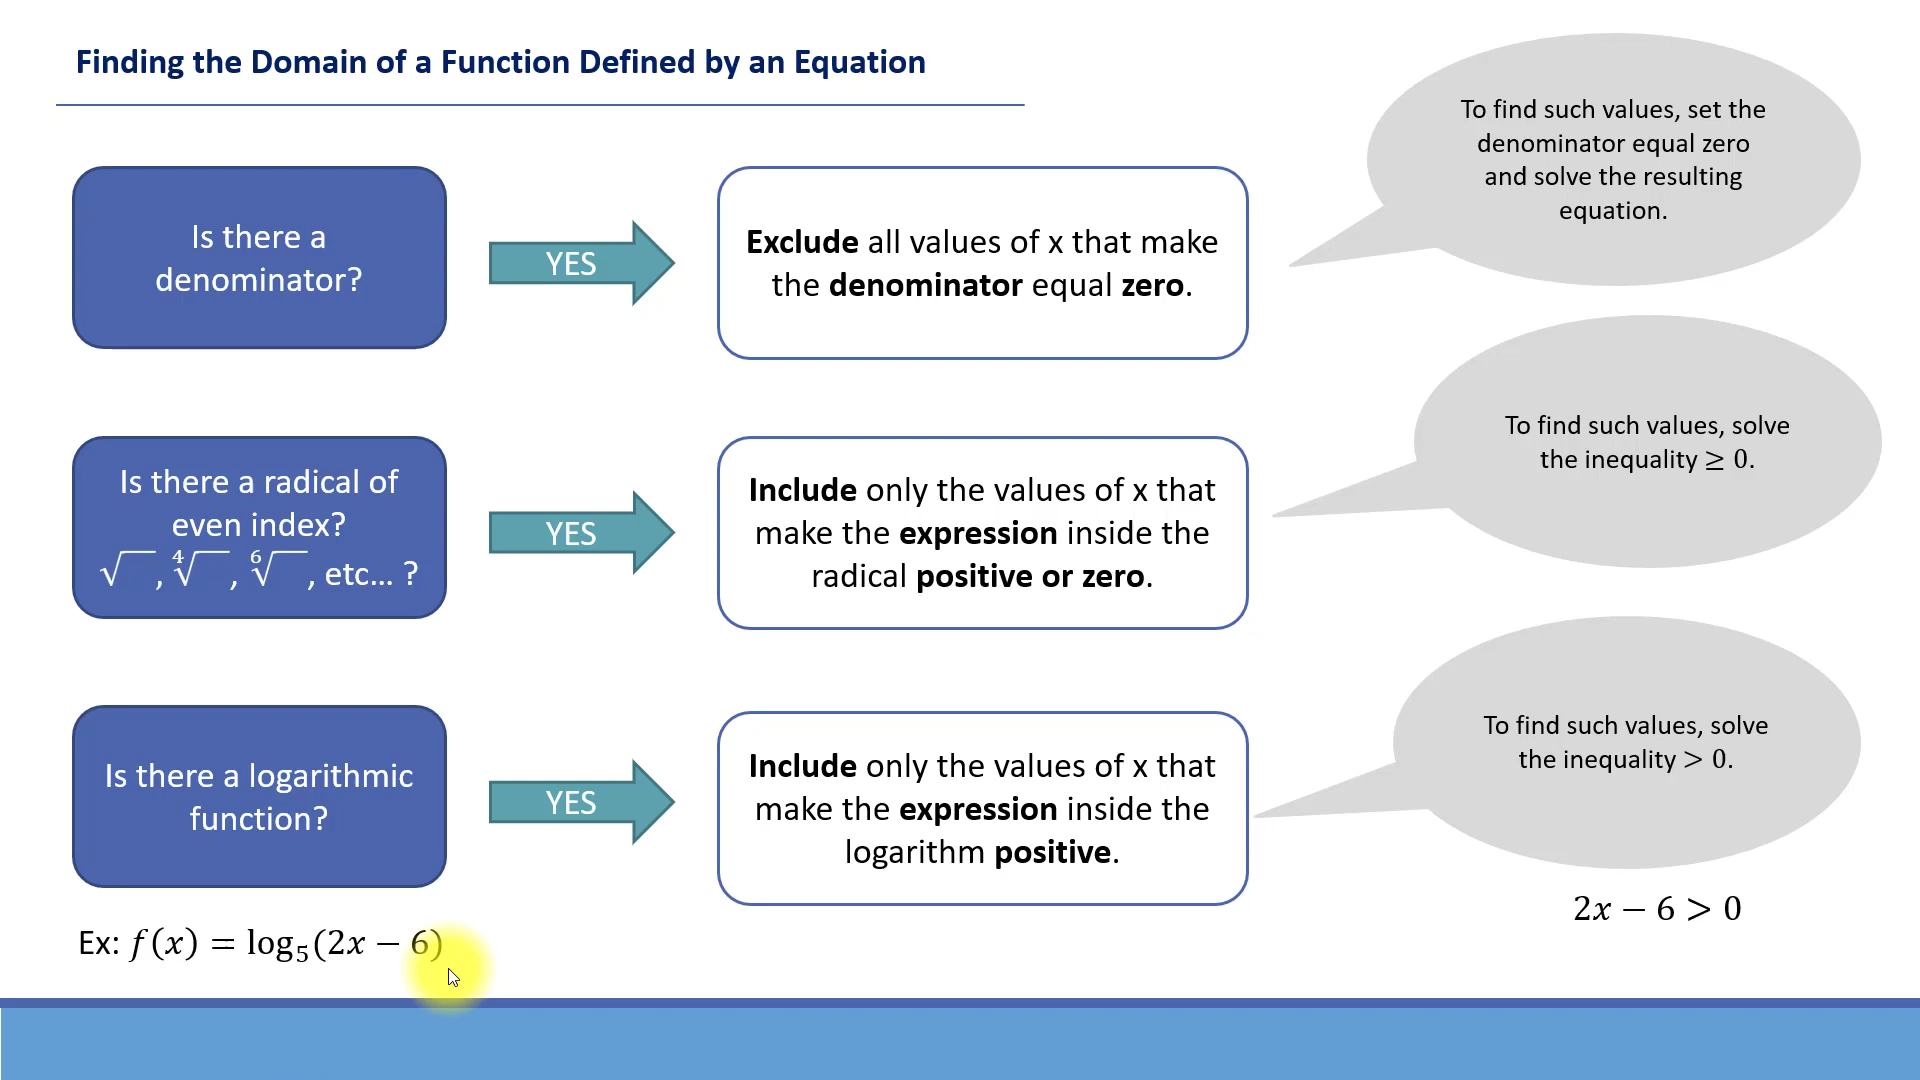 Finding the Domain of a Function Defined by an Equation
Is there a
denominator?
YES
Exclude all values of x that make
the denominator equal zero.
To find such values, set the
denominator equal zero
and solve the resulting
equation.
Is there a radical of
even index?
√ , ∜ , ⁶√ , etc... ?
YES
Include only the values of x that
make the expression inside the
radical positive or zero.
To find such values, solve
the inequality ≥ 0.
Is there a logarithmic
function?
YES
Include only the values of x that
make the expression inside the
logarithm positive.
To find such values, solve
the inequality > 0.
Ex: f(x) = log₅(2x − 6)
2x − 6 > 0